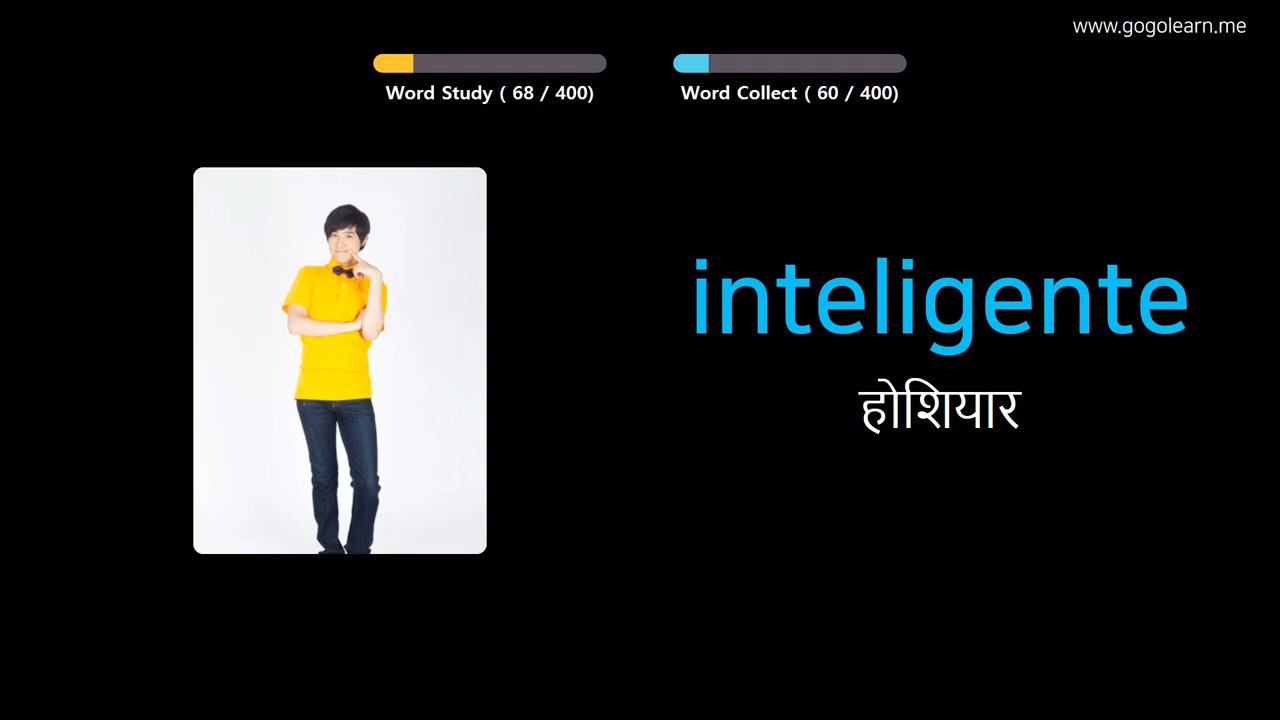 www.gogolearn.me
Word Study ( 68 / 400)
Word Collect ( 60 / 400)
inteligente
होशियार